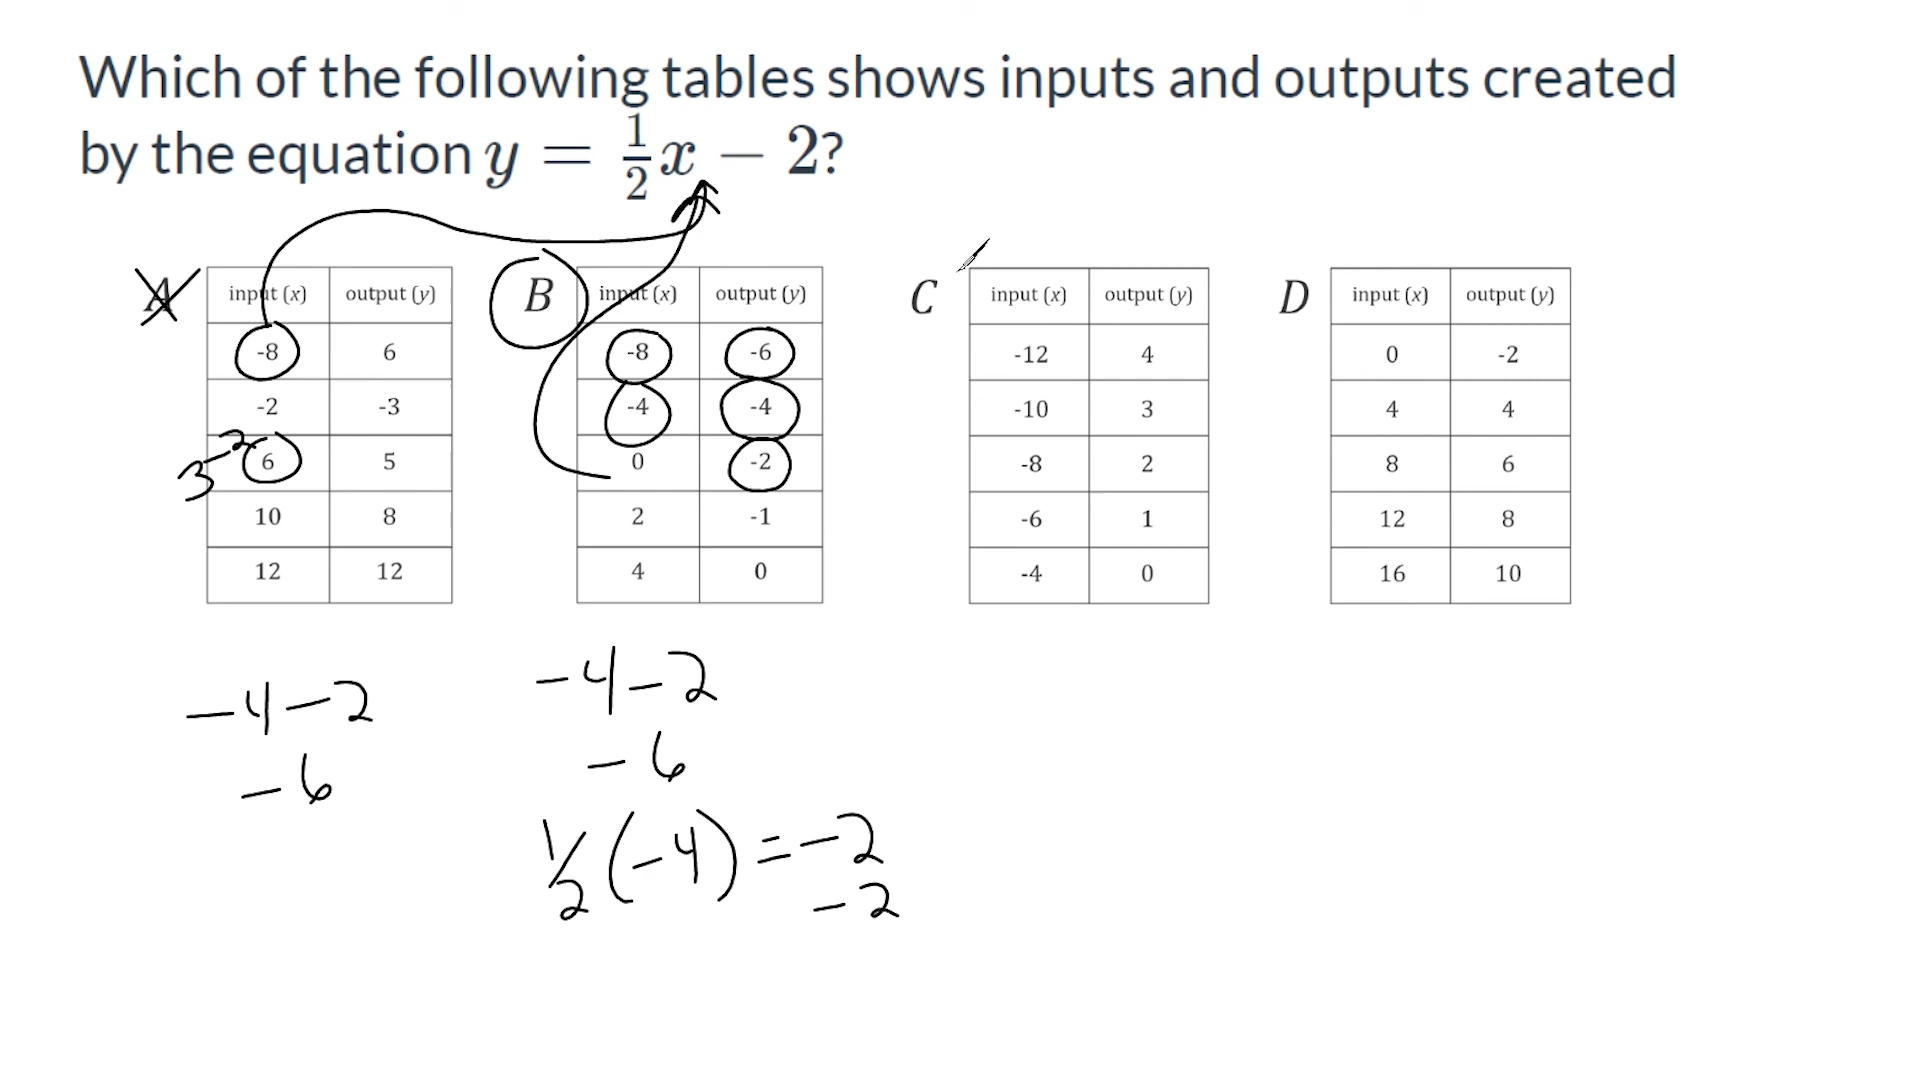 Which of the following tables shows inputs and outputs created
by the equation y = 1/2 x − 2?
A
input (x) output (y)
-8 6
-2 -3
6 5
10 8
12 12
3 - 2
-4-2
-6
B
input (x) output (y)
-8 -6
-4 -4
0 -2
2 -1
4 0
-4-2
-6
1/2 (-4) = -2
-2
C
input (x) output (y)
-12 4
-10 3
-8 2
-6 1
-4 0
D
input (x) output (y)
0 -2
4 4
8 6
12 8
16 10